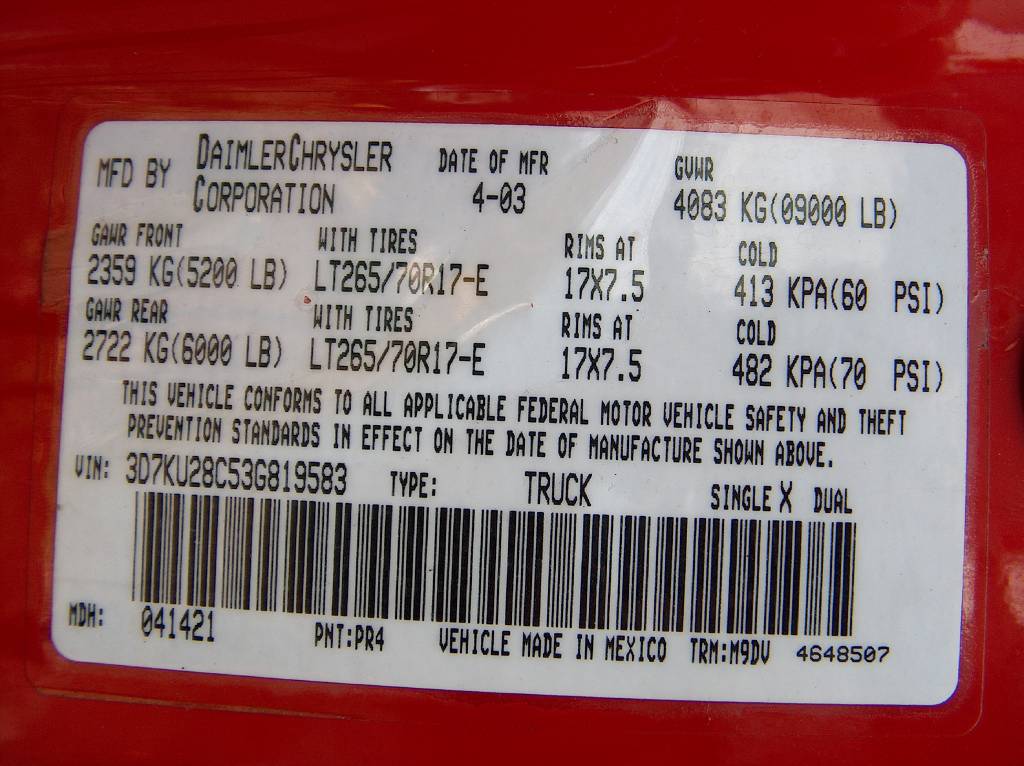 MFD BY DAIMLERCHRYSLER CORPORATION DATE OF MFR 4-03 GVWR 4083 KG(09000 LB)
GAWR FRONT WITH TIRES RIMS AT COLD
2359 KG(5200 LB) LT265/70R17-E 17X7.5 413 KPA(60 PSI)
GAWR REAR WITH TIRES RIMS AT COLD
2722 KG(6000 LB) LT265/70R17-E 17X7.5 482 KPA(70 PSI)
THIS VEHICLE CONFORMS TO ALL APPLICABLE FEDERAL MOTOR VEHICLE SAFETY AND THEFT
PREVENTION STANDARDS IN EFFECT ON THE DATE OF MANUFACTURE SHOWN ABOVE.
VIN: 3D7KU28C53G819583 TYPE: TRUCK SINGLE X DUAL
MDH: 041421 PNT:PR4 VEHICLE MADE IN MEXICO TRM:M9DV 4648507